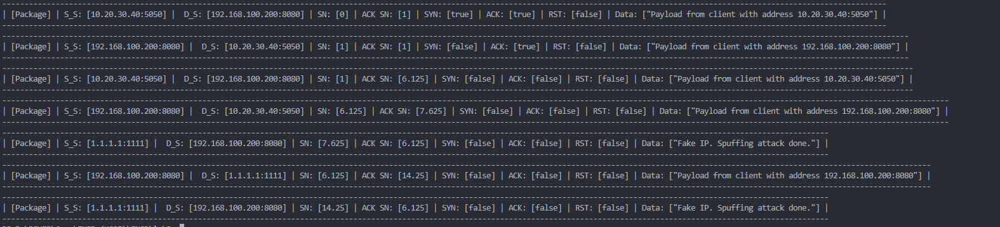 | [Package] | S_S: [10.20.30.40:5050] |  D_S: [192.168.100.200:8080] | SN: [0] | ACK SN: [1] | SYN: [true] | ACK: [true] | RST: [false] | Data: ["Payload from client with address 10.20.30.40:5050"] |
| [Package] | S_S: [192.168.100.200:8080] |  D_S: [10.20.30.40:5050] | SN: [1] | ACK SN: [1] | SYN: [false] | ACK: [true] | RST: [false] | Data: ["Payload from client with address 192.168.100.200:8080"] |
| [Package] | S_S: [10.20.30.40:5050] |  D_S: [192.168.100.200:8080] | SN: [1] | ACK SN: [6.125] | SYN: [false] | ACK: [false] | RST: [false] | Data: ["Payload from client with address 10.20.30.40:5050"] |
| [Package] | S_S: [192.168.100.200:8080] |  D_S: [10.20.30.40:5050] | SN: [6.125] | ACK SN: [7.625] | SYN: [false] | ACK: [false] | RST: [false] | Data: ["Payload from client with address 192.168.100.200:8080"] |
| [Package] | S_S: [1.1.1.1:1111] |  D_S: [192.168.100.200:8080] | SN: [7.625] | ACK SN: [6.125] | SYN: [false] | ACK: [false] | RST: [false] | Data: ["Fake IP. Spuffing attack done."] |
| [Package] | S_S: [192.168.100.200:8080] |  D_S: [1.1.1.1:1111] | SN: [6.125] | ACK SN: [14.25] | SYN: [false] | ACK: [false] | RST: [false] | Data: ["Payload from client with address 192.168.100.200:8080"] |
| [Package] | S_S: [1.1.1.1:1111] |  D_S: [192.168.100.200:8080] | SN: [14.25] | ACK SN: [6.125] | SYN: [false] | ACK: [false] | RST: [false] | Data: ["Fake IP. Spuffing attack done."] |